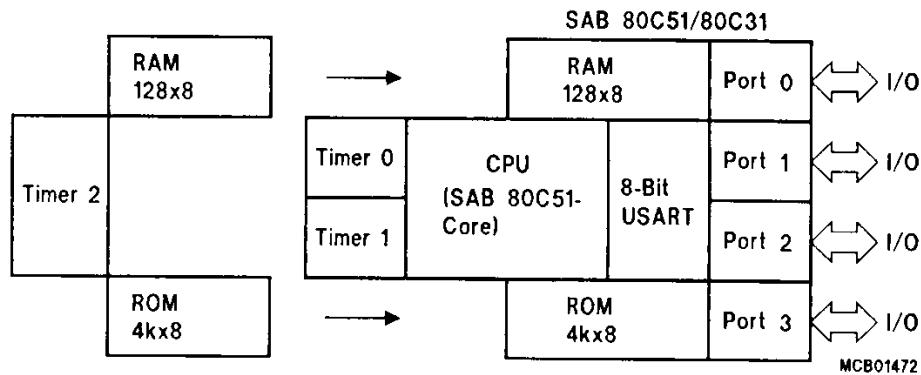 SAB 80C51/80C31
RAM
128x8
Timer 2
ROM
4kx8
RAM
128x8
Port 0
I/O
Timer 0
Timer 1
CPU
(SAB 80C51-
Core)
8-Bit
USART
Port 1
I/O
Port 2
I/O
ROM
4kx8
Port 3
I/O
MCB01472